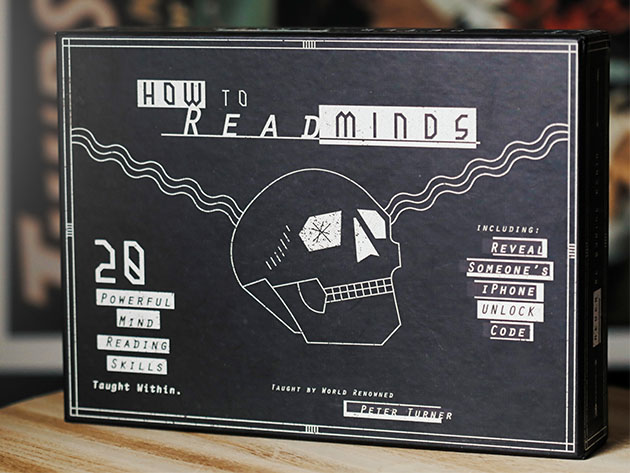 HOW TO
READ MINDS
20
POWERFUL
MIND
READING
SKILLS
Taught Within.
INCLUDING:
REVEAL
SOMEONE'S
iPHONE
UNLOCK
CODE
TAUGHT BY WORLD RENOWNED
PETER TURNER